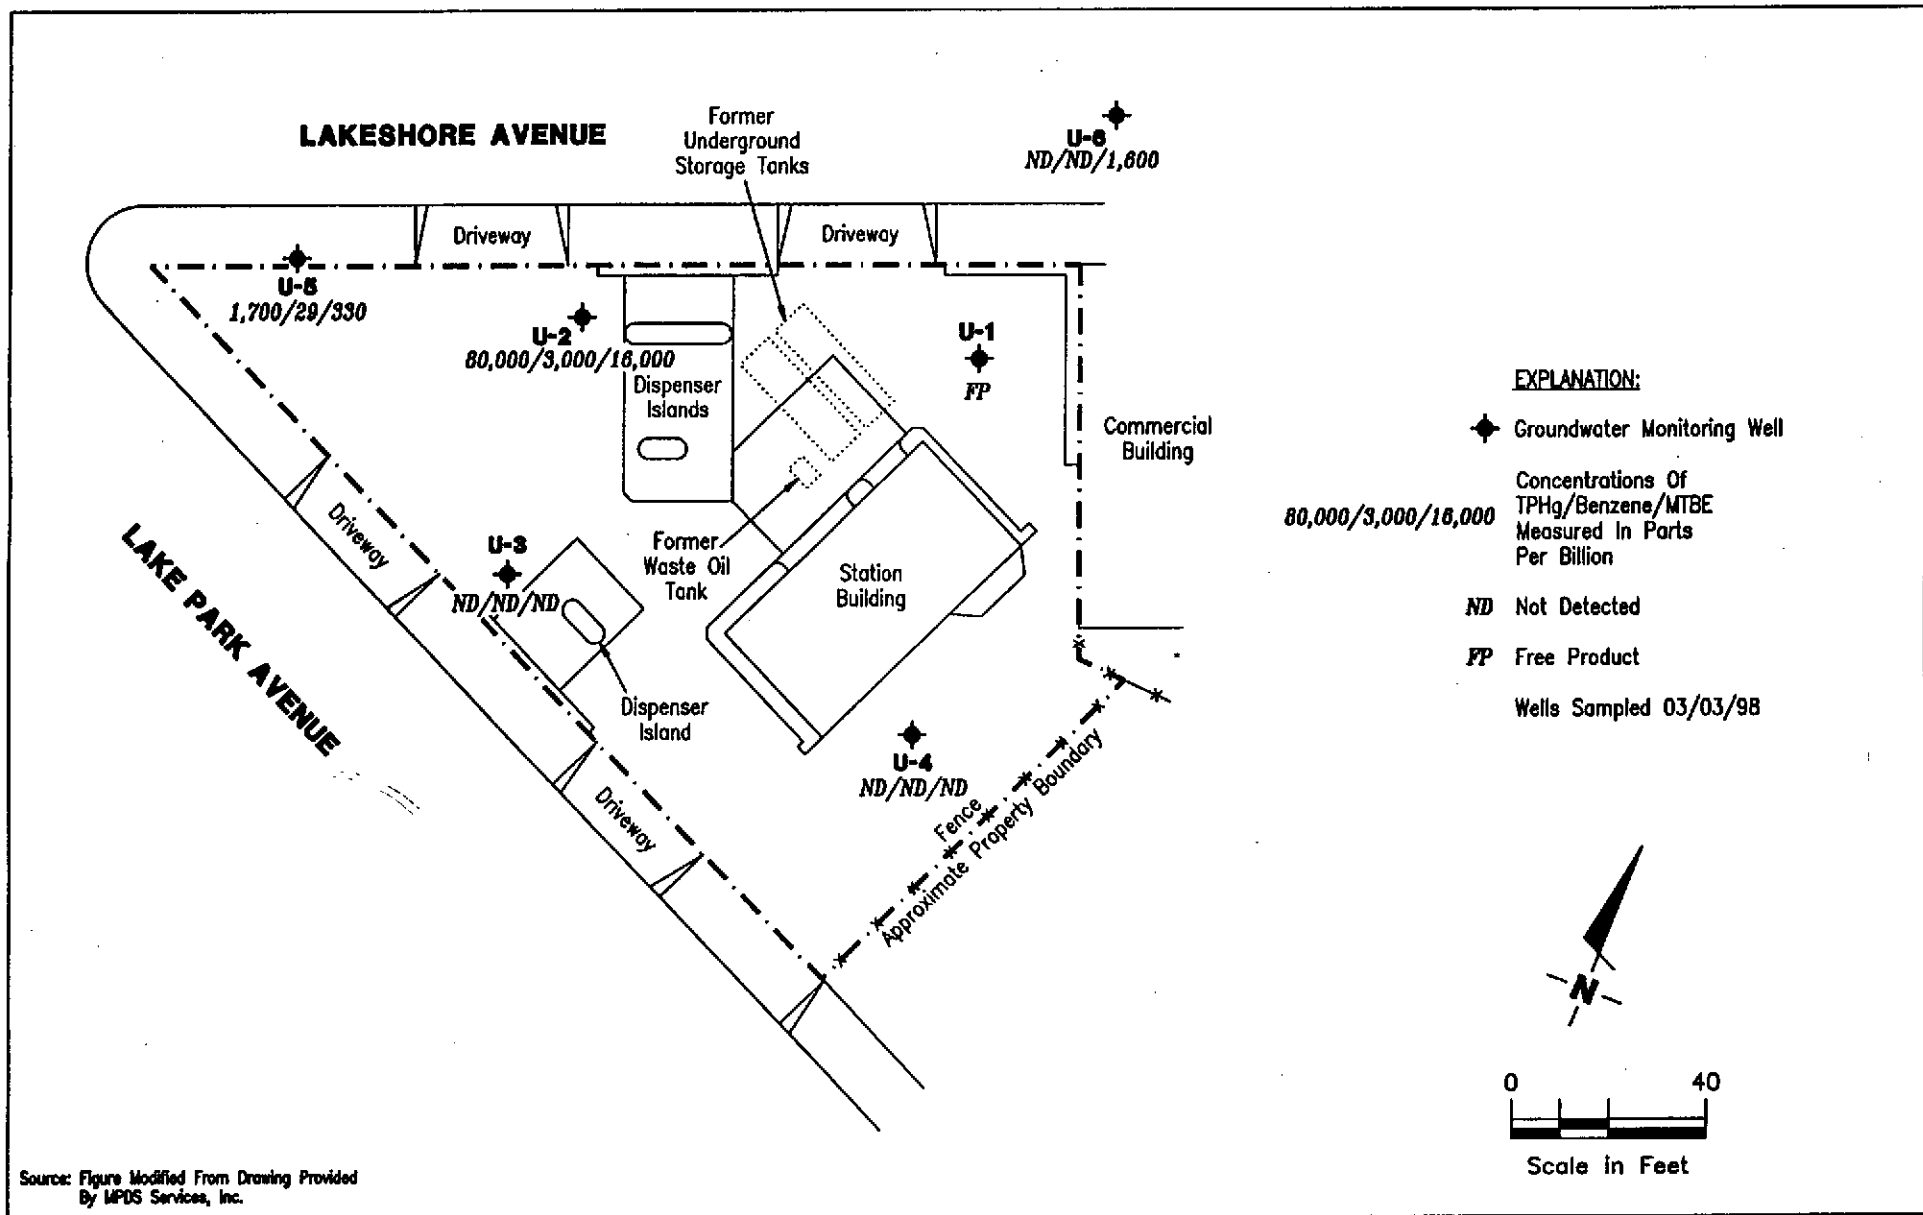 LAKESHORE AVENUE
Former
Underground
Storage Tanks
U-6
ND/ND/1,600
Driveway
Driveway
U-5
1,700/29/330
U-2
80,000/3,000/16,000
Dispenser
Islands
U-1
FP
Commercial
Building
EXPLANATION:
Groundwater Monitoring Well
80,000/3,000/16,000
Concentrations Of
TPHg/Benzene/MTBE
Measured In Parts
Per Billion
ND Not Detected
FP Free Product
Wells Sampled 03/03/98
Driveway
LAKE PARK AVENUE
U-3
ND/ND/ND
Former
Waste Oil
Tank
Station
Building
Dispenser
Island
U-4
ND/ND/ND
Driveway
Fence
Approximate Property Boundary
N
0 40
Scale in Feet
Source: Figure Modified From Drawing Provided
By MPDS Services, Inc.